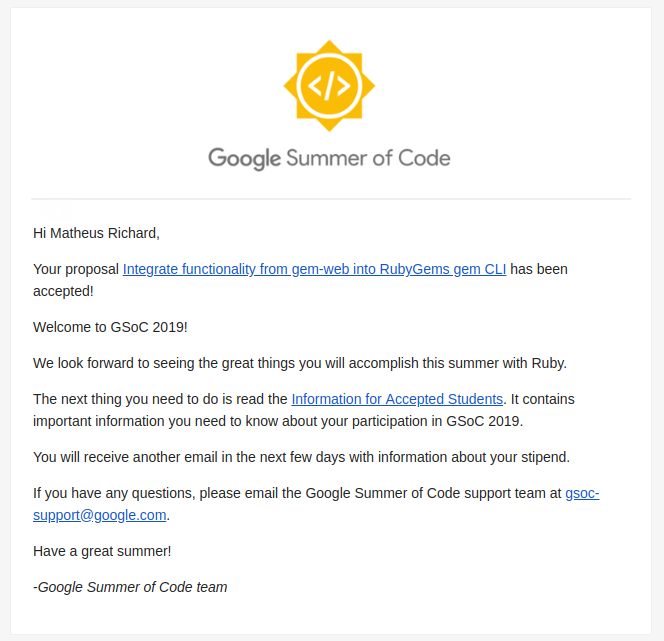 </>
Google Summer of Code
Hi Matheus Richard,
Your proposal Integrate functionality from gem-web into RubyGems gem CLI has been
accepted!
Welcome to GSoC 2019!
We look forward to seeing the great things you will accomplish this summer with Ruby.
The next thing you need to do is read the Information for Accepted Students. It contains
important information you need to know about your participation in GSoC 2019.
You will receive another email in the next few days with information about your stipend.
If you have any questions, please email the Google Summer of Code support team at gsoc-
support@google.com.
Have a great summer!
-Google Summer of Code team